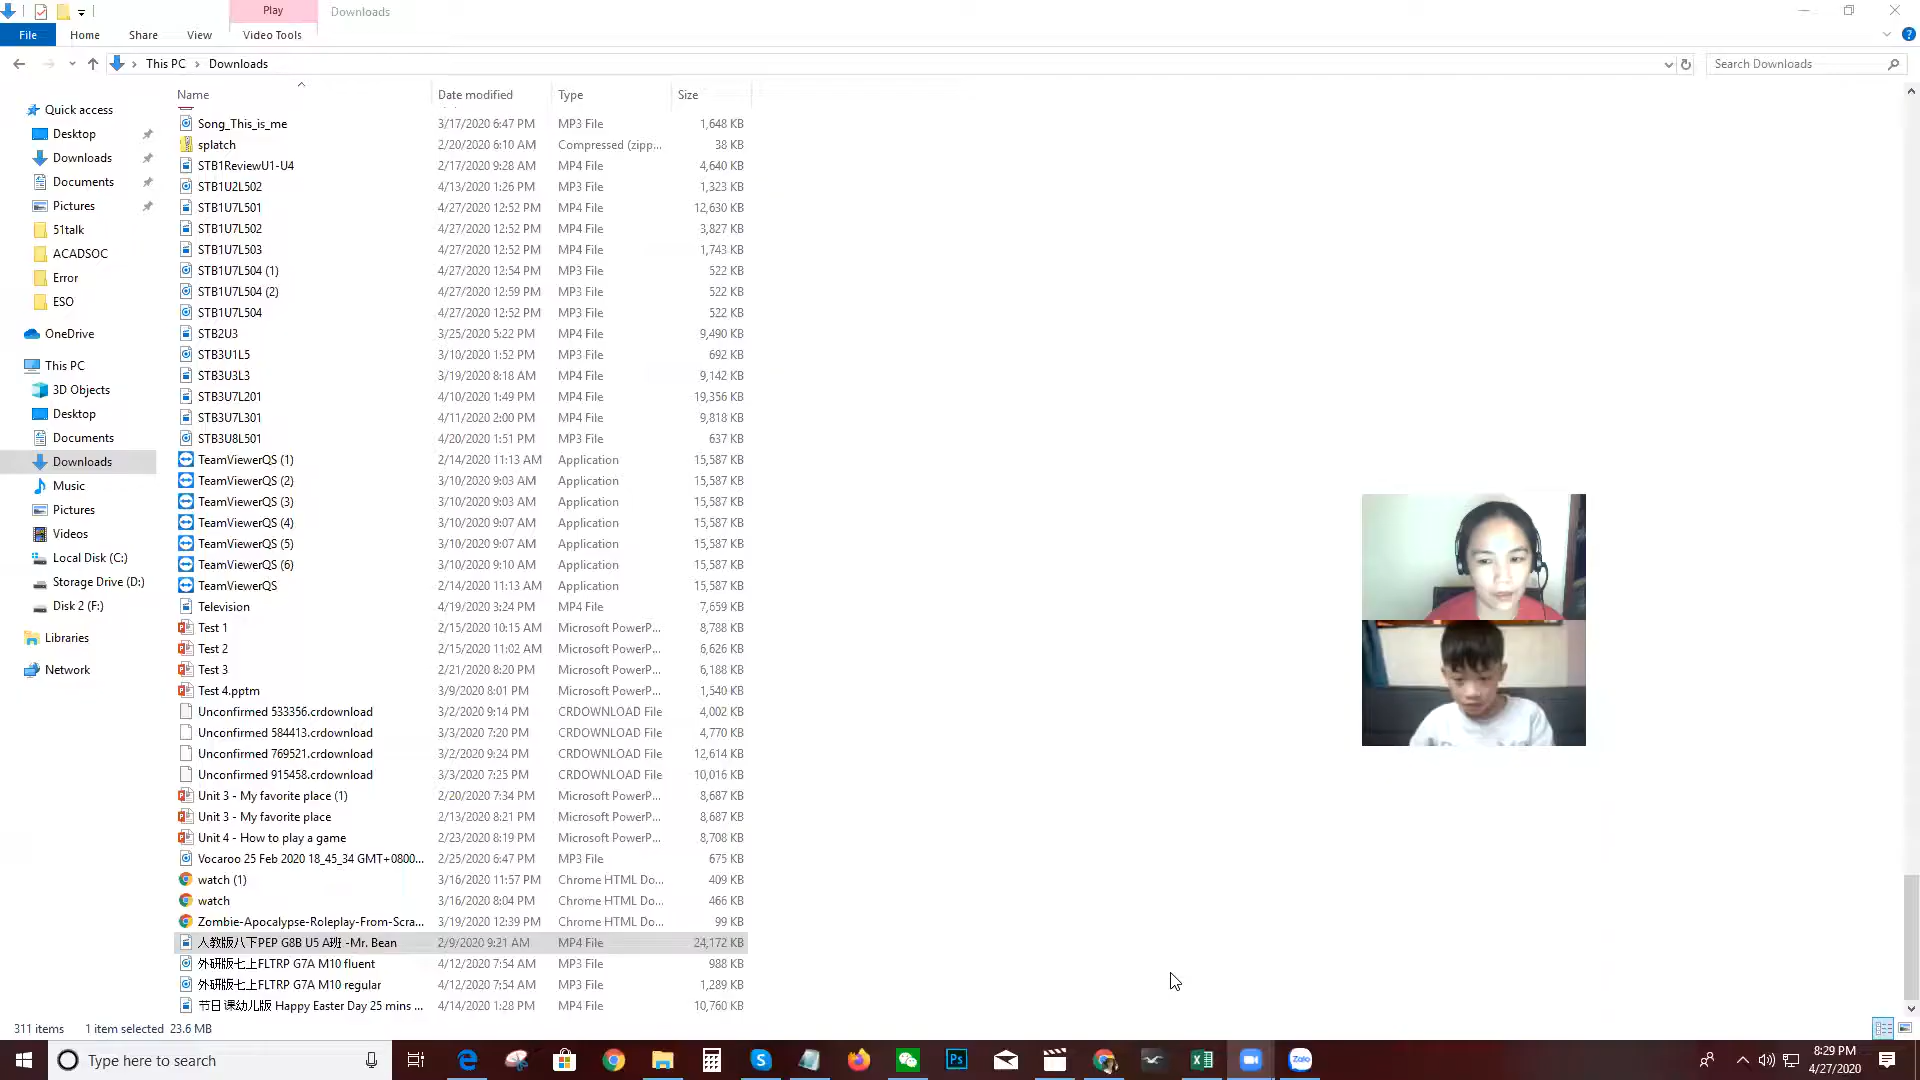 Play
Downloads
File
Home
Share
View
Video Tools
This PC
Downloads
Search Downloads
Name
Date modified
Type
Size
Quick access
Desktop
Downloads
Documents
Pictures
51talk
ACADSOC
Error
ESO
OneDrive
This PC
3D Objects
Desktop
Documents
Downloads
Music
Pictures
Videos
Local Disk (C:)
Storage Drive (D:)
Disk 2 (F:)
Libraries
Network
Song_This_is_me 3/17/2020 6:47 PM MP3 File 1,648 KB
splatch 2/20/2020 6:10 AM Compressed (zipp... 38 KB
STB1ReviewU1-U4 2/17/2020 9:28 AM MP4 File 4,640 KB
STB1U2L502 4/13/2020 1:26 PM MP3 File 1,323 KB
STB1U7L501 4/27/2020 12:52 PM MP4 File 12,630 KB
STB1U7L502 4/27/2020 12:52 PM MP4 File 3,827 KB
STB1U7L503 4/27/2020 12:52 PM MP4 File 1,743 KB
STB1U7L504 (1) 4/27/2020 12:54 PM MP3 File 522 KB
STB1U7L504 (2) 4/27/2020 12:59 PM MP3 File 522 KB
STB1U7L504 4/27/2020 12:52 PM MP3 File 522 KB
STB2U3 3/25/2020 5:22 PM MP4 File 9,490 KB
STB3U1L5 3/10/2020 1:52 PM MP3 File 692 KB
STB3U3L3 3/19/2020 8:18 AM MP4 File 9,142 KB
STB3U7L201 4/10/2020 1:49 PM MP4 File 19,356 KB
STB3U7L301 4/11/2020 2:00 PM MP4 File 9,818 KB
STB3U8L501 4/20/2020 1:51 PM MP3 File 637 KB
TeamViewerQS (1) 2/14/2020 11:13 AM Application 15,587 KB
TeamViewerQS (2) 3/10/2020 9:03 AM Application 15,587 KB
TeamViewerQS (3) 3/10/2020 9:03 AM Application 15,587 KB
TeamViewerQS (4) 3/10/2020 9:07 AM Application 15,587 KB
TeamViewerQS (5) 3/10/2020 9:07 AM Application 15,587 KB
TeamViewerQS (6) 3/10/2020 9:10 AM Application 15,587 KB
TeamViewerQS 2/14/2020 11:13 AM Application 15,587 KB
Television 4/19/2020 3:24 PM MP4 File 7,659 KB
Test 1 2/15/2020 10:15 AM Microsoft PowerP... 8,788 KB
Test 2 2/15/2020 11:02 AM Microsoft PowerP... 6,626 KB
Test 3 2/21/2020 8:20 PM Microsoft PowerP... 6,188 KB
Test 4.pptm 3/9/2020 8:01 PM Microsoft PowerP... 1,540 KB
Unconfirmed 533356.crdownload 3/2/2020 9:14 PM CRDOWNLOAD File 4,002 KB
Unconfirmed 584413.crdownload 3/3/2020 7:20 PM CRDOWNLOAD File 4,770 KB
Unconfirmed 769521.crdownload 3/2/2020 9:24 PM CRDOWNLOAD File 12,614 KB
Unconfirmed 915458.crdownload 3/3/2020 7:25 PM CRDOWNLOAD File 10,016 KB
Unit 3 - My favorite place (1) 2/20/2020 7:34 PM Microsoft PowerP... 8,687 KB
Unit 3 - My favorite place 2/13/2020 8:21 PM Microsoft PowerP... 8,687 KB
Unit 4 - How to play a game 2/23/2020 8:19 PM Microsoft PowerP... 8,708 KB
Vocaroo 25 Feb 2020 18_45_34 GMT+0800... 2/25/2020 6:47 PM MP3 File 675 KB
watch (1) 3/16/2020 11:57 PM Chrome HTML Do... 409 KB
watch 3/16/2020 8:04 PM Chrome HTML Do... 466 KB
Zombie-Apocalypse-Roleplay-From-Scra... 3/19/2020 12:39 PM Chrome HTML Do... 99 KB
人教版八下PEP G8B U5 A班 -Mr. Bean 2/9/2020 9:21 AM MP4 File 24,172 KB
外研版七上FLTRP G7A M10 fluent 4/12/2020 7:54 AM MP3 File 988 KB
外研版七上FLTRP G7A M10 regular 4/12/2020 7:54 AM MP3 File 1,289 KB
节日课幼儿版 Happy Easter Day 25 mins ... 4/14/2020 1:28 PM MP4 File 10,760 KB
311 items 1 item selected 23.6 MB
Type here to search
Ps
Zalo
8:29 PM
4/27/2020